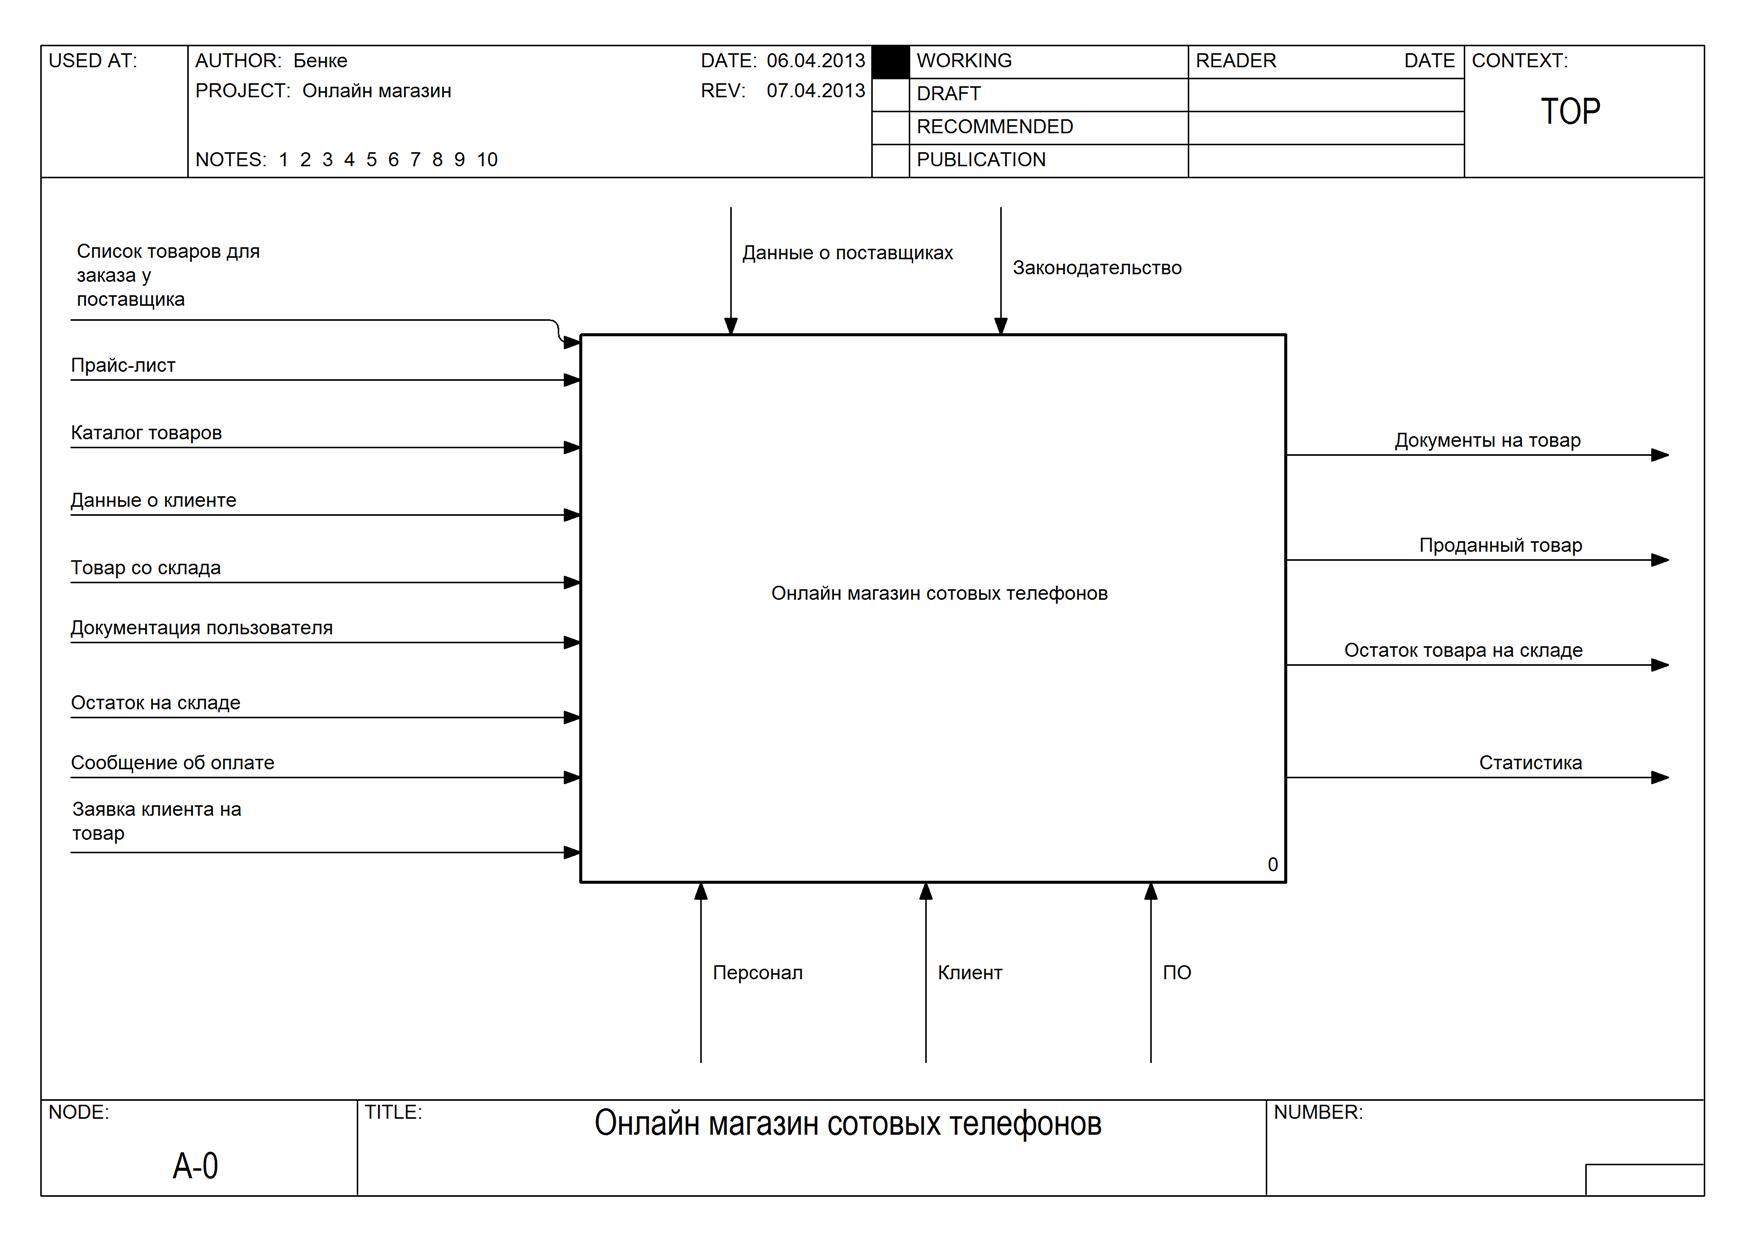 USED AT:
AUTHOR: Бенке
DATE: 06.04.2013
PROJECT: Онлайн магазин
REV: 07.04.2013
NOTES: 1 2 3 4 5 6 7 8 9 10
WORKING
DRAFT
RECOMMENDED
PUBLICATION
READER
DATE
CONTEXT:
TOP
Данные о поставщиках
Законодательство
Список товаров для
заказа у
поставщика
Прайс-лист
Каталог товаров
Данные о клиенте
Товар со склада
Документация пользователя
Остаток на складе
Сообщение об оплате
Заявка клиента на
товар
Онлайн магазин сотовых телефонов
0
Документы на товар
Проданный товар
Остаток товара на складе
Статистика
Персонал
Клиент
ПО
NODE:
A-0
TITLE:
Онлайн магазин сотовых телефонов
NUMBER: